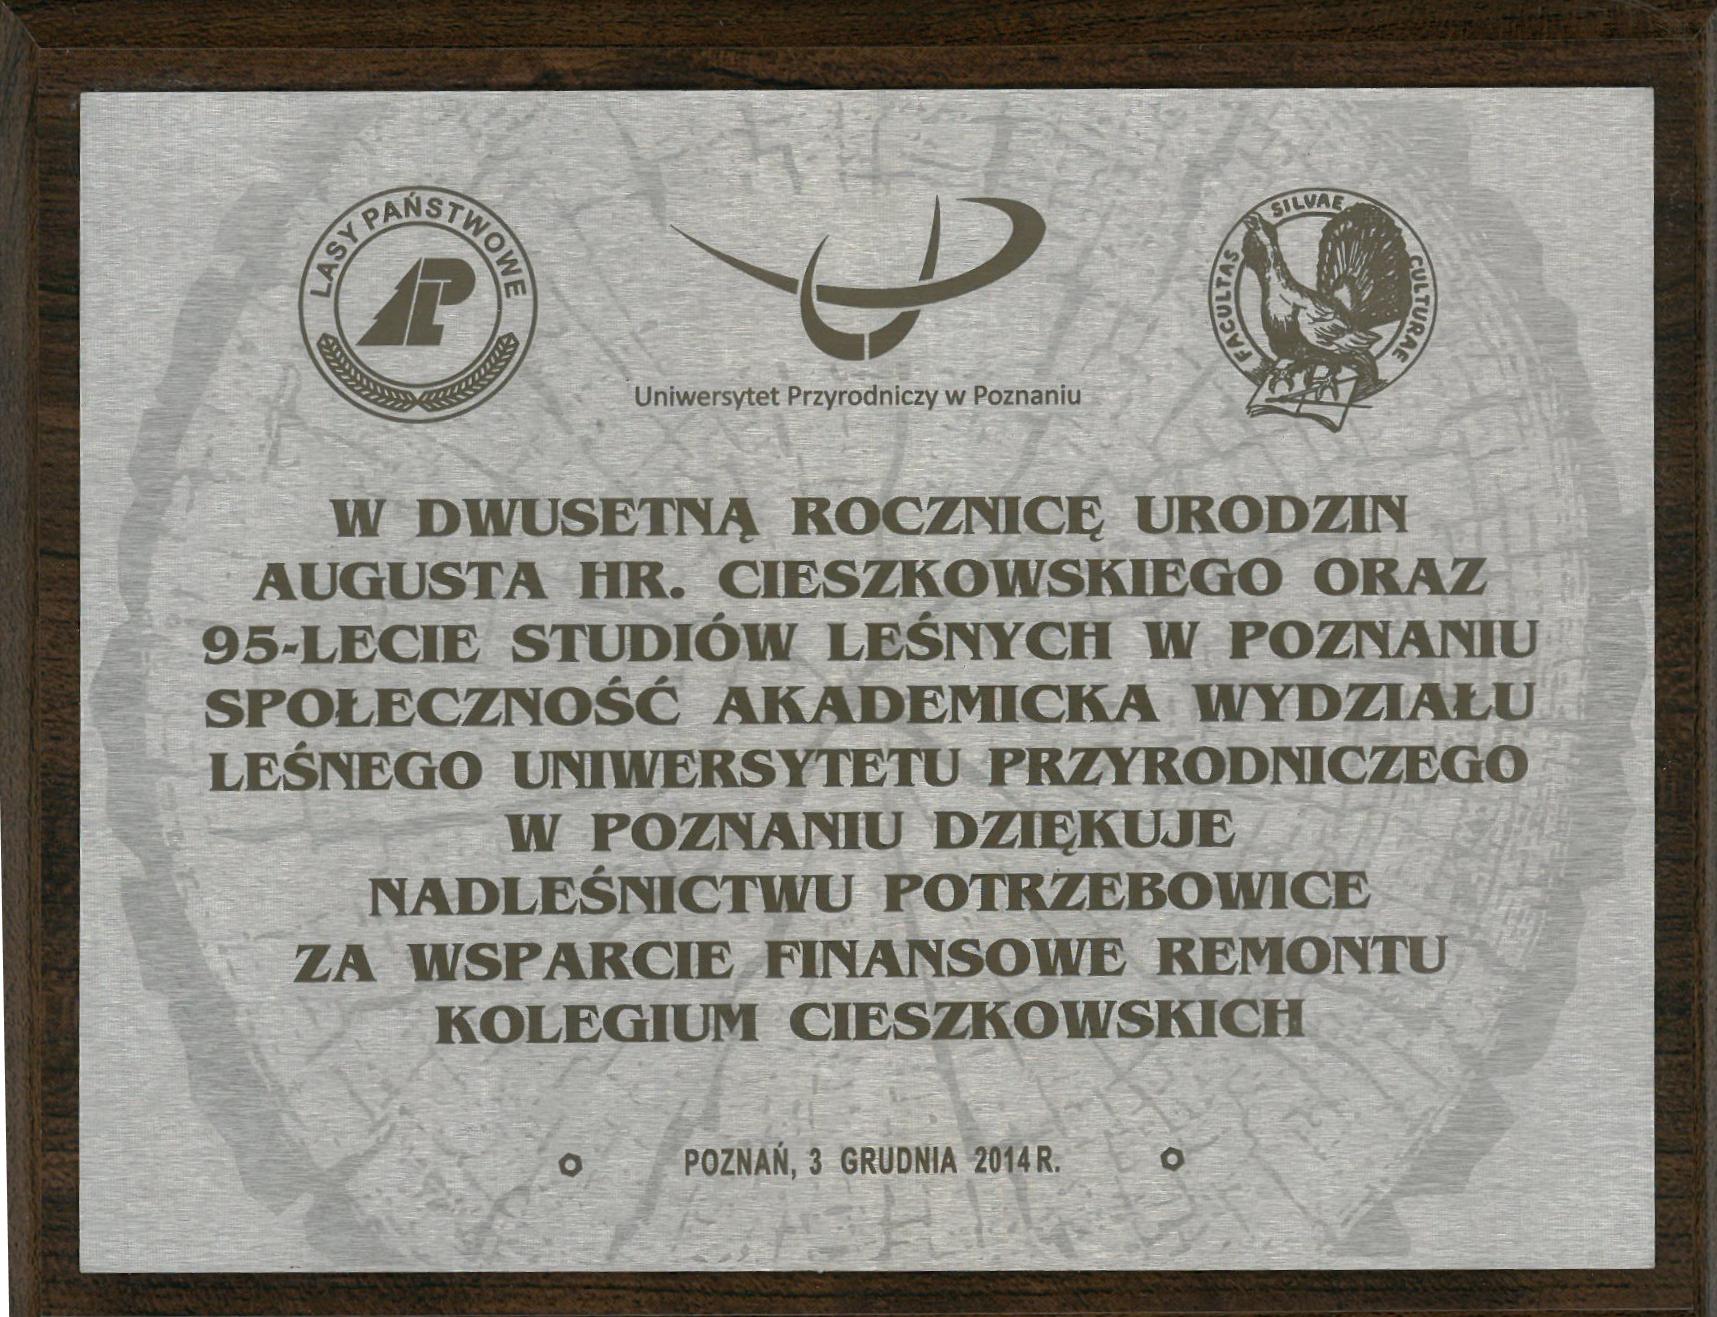 LASY PAŃSTWOWE
LP
Uniwersytet Przyrodniczy w Poznaniu
FACULTAS SILVAE CULTURAE
W DWUSETNĄ ROCZNICĘ URODZIN
AUGUSTA HR. CIESZKOWSKIEGO ORAZ
95-LECIE STUDIÓW LEŚNYCH W POZNANIU
SPOŁECZNOŚĆ AKADEMICKA WYDZIAŁU
LEŚNEGO UNIWERSYTETU PRZYRODNICZEGO
W POZNANIU DZIĘKUJE
NADLEŚNICTWU POTRZEBOWICE
ZA WSPARCIE FINANSOWE REMONTU
KOLEGIUM CIESZKOWSKICH
POZNAŃ, 3 GRUDNIA 2014 R.